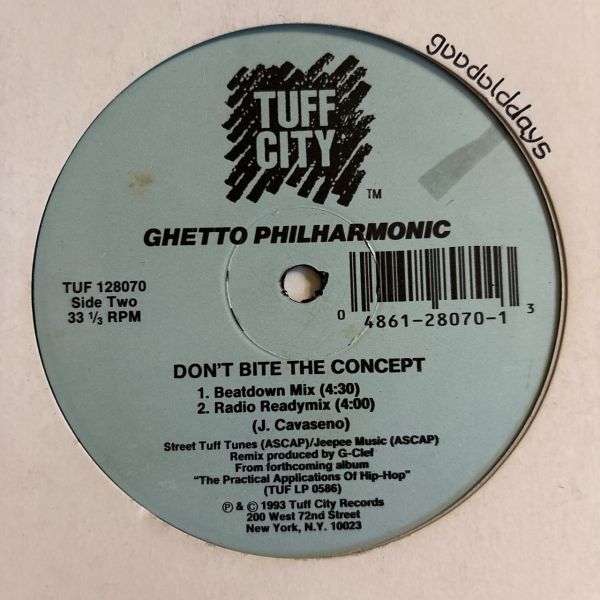 goodolddays
TUFF
CITY
™
GHETTO PHILHARMONIC
TUF 128070
Side Two
33 1/3 RPM
0 4861-28070-1 3
DON'T BITE THE CONCEPT
1. Beatdown Mix (4:30)
2. Radio Readymix (4:00)
(J. Cavaseno)
Street Tuff Tunes (ASCAP)/Jeepee Music (ASCAP)
Remix produced by G-Clef
From forthcoming album
"The Practical Applications Of Hip-Hop"
(TUF LP 0586)
℗ & © 1993 Tuff City Records
200 West 72nd Street
New York, N.Y. 10023